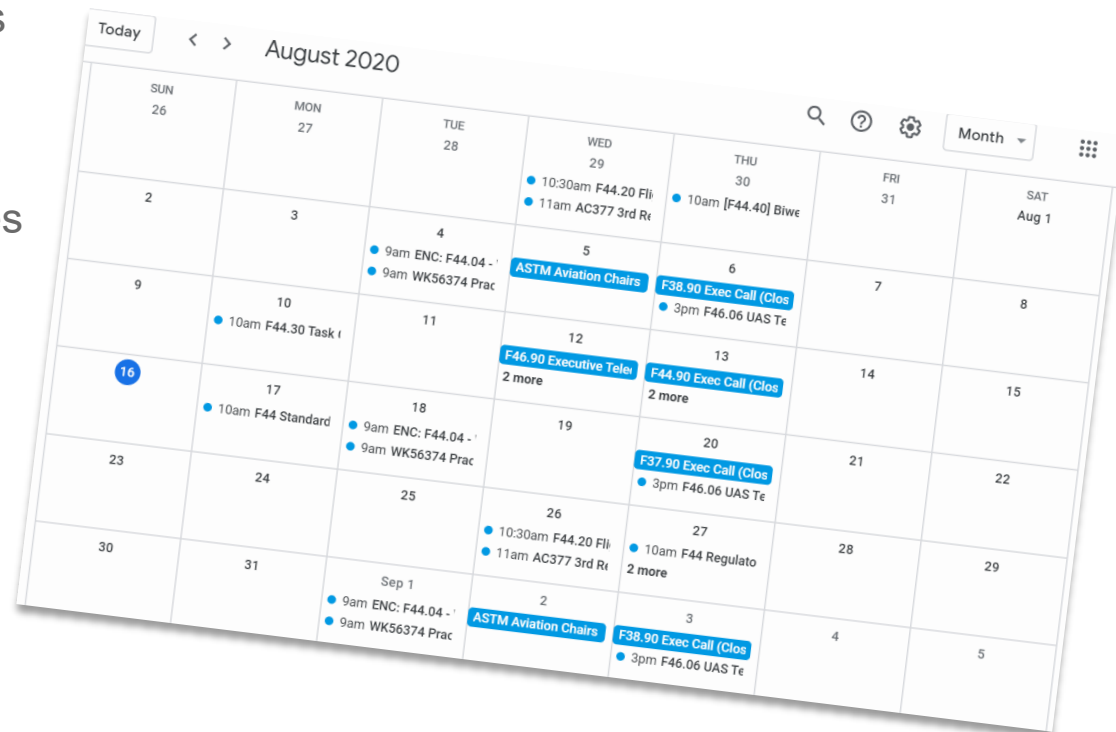 s
es
Today
August 2020
Month
SUN MON TUE WED THU FRI SAT
26 27 28 29 30 31 Aug 1
10:30am F44.20 Fli
11am AC377 3rd Re
10am [F44.40] Biwe
2 3 4 5 6 7 8
9am ENC: F44.04 -
9am WK56374 Prac
ASTM Aviation Chairs
F38.90 Exec Call (Clos
3pm F46.06 UAS Te
9 10 11 12 13 14 15
10am F44.30 Task
F46.90 Executive Tele
2 more
F44.90 Exec Call (Clos
2 more
16 17 18 19 20 21 22
10am F44 Standard
9am ENC: F44.04 -
9am WK56374 Prac
F37.90 Exec Call (Clos
3pm F46.06 UAS Te
23 24 25 26 27 28 29
10:30am F44.20 Fli
11am AC377 3rd Re
10am F44 Regulato
2 more
30 31 Sep 1 2 3 4 5
9am ENC: F44.04 -
9am WK56374 Prac
ASTM Aviation Chairs
F38.90 Exec Call (Clos
3pm F46.06 UAS Te